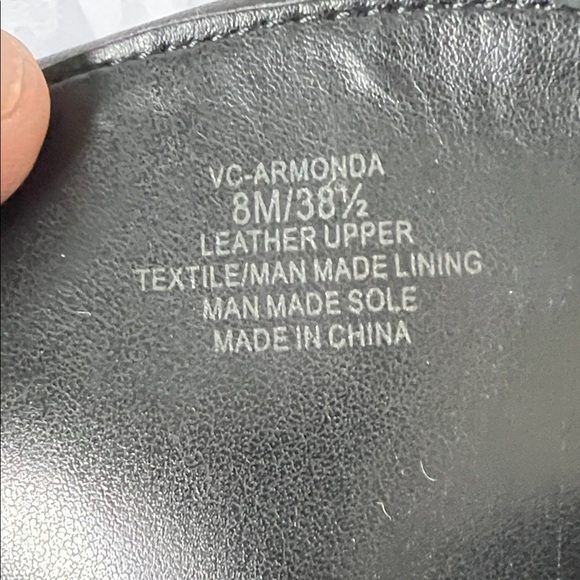 VC-ARMONDA
8M/38½
LEATHER UPPER
TEXTILE/MAN MADE LINING
MAN MADE SOLE
MADE IN CHINA